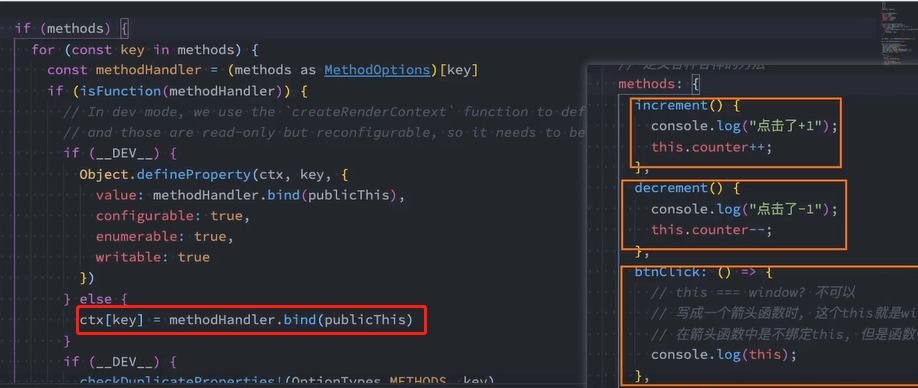 if (methods) {
for (const key in methods) {
const methodHandler = (methods as MethodOptions)[key]
if (isFunction(methodHandler)) {
// In dev mode, we use the `createRenderContext` function to def
// and those are read-only but reconfigurable, so it needs to be
if (__DEV__) {
Object.defineProperty(ctx, key, {
value: methodHandler.bind(publicThis),
configurable: true,
enumerable: true,
writable: true
})
} else {
ctx[key] = methodHandler.bind(publicThis)
}
if (__DEV__) {
checkDuplicateProperties!(OptionTypes.METHODS, key)
methods: {
increment() {
console.log("点击了+1");
this.counter++;
},
decrement() {
console.log("点击了-1");
this.counter--;
},
btnClick: () => {
// this === window? 不可以
// 写成一个箭头函数时, 这个this就是wi
// 在箭头函数中是不绑定this, 但是函数
console.log(this);
},